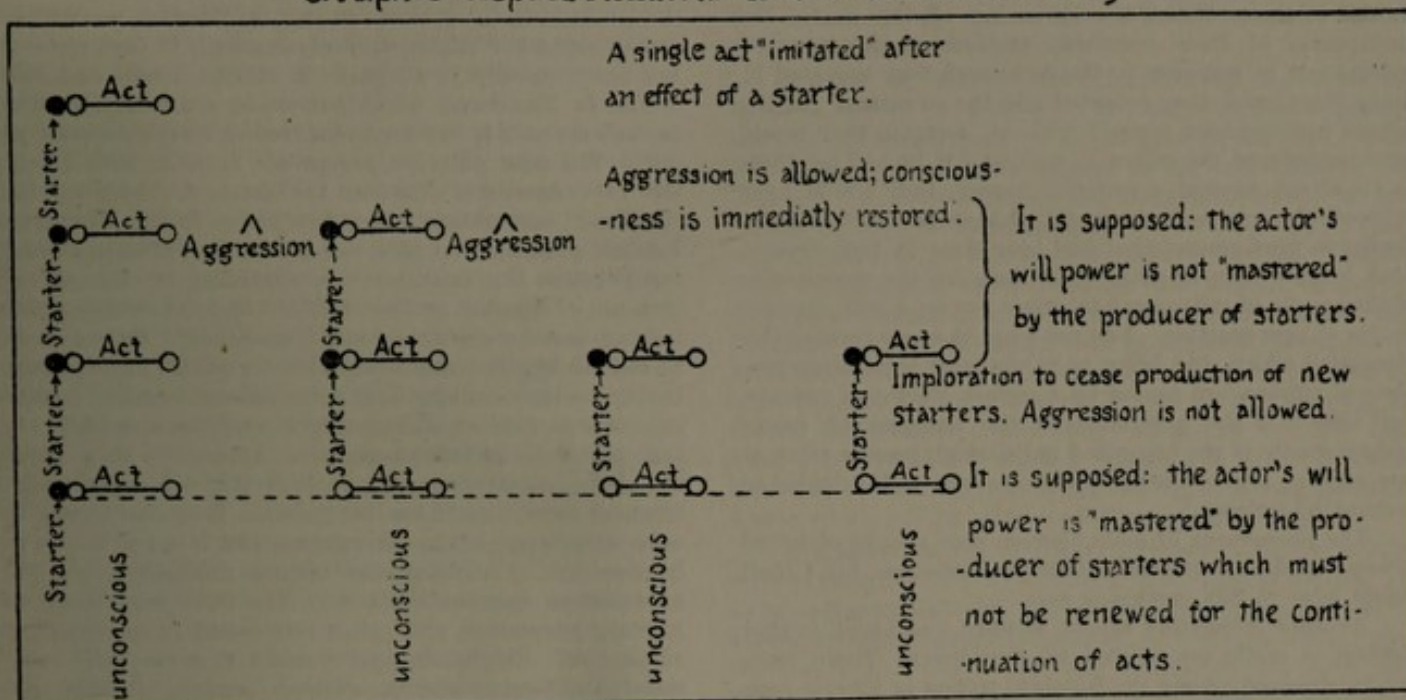 A single act "imitated" after
an effect of a starter.
Act
Starter→
Aggression is allowed; conscious-
-ness is immediatly restored.
Act
^
Aggression
Act
^
Aggression
It is supposed: the actor's
will power is not "mastered"
by the producer of starters.
Starter→
Starter→
Act
Act
Act
Act
Imploration to cease production of new
starters. Aggression is not allowed.
Starter→
Starter→
Starter→
Starter→
Act
Act
Act
Act
It is supposed: the actor's will
power is "mastered" by the pro-
-ducer of starters which must
not be renewed for the conti-
-nuation of acts.
Starter→
unconscious
unconscious
unconscious
unconscious